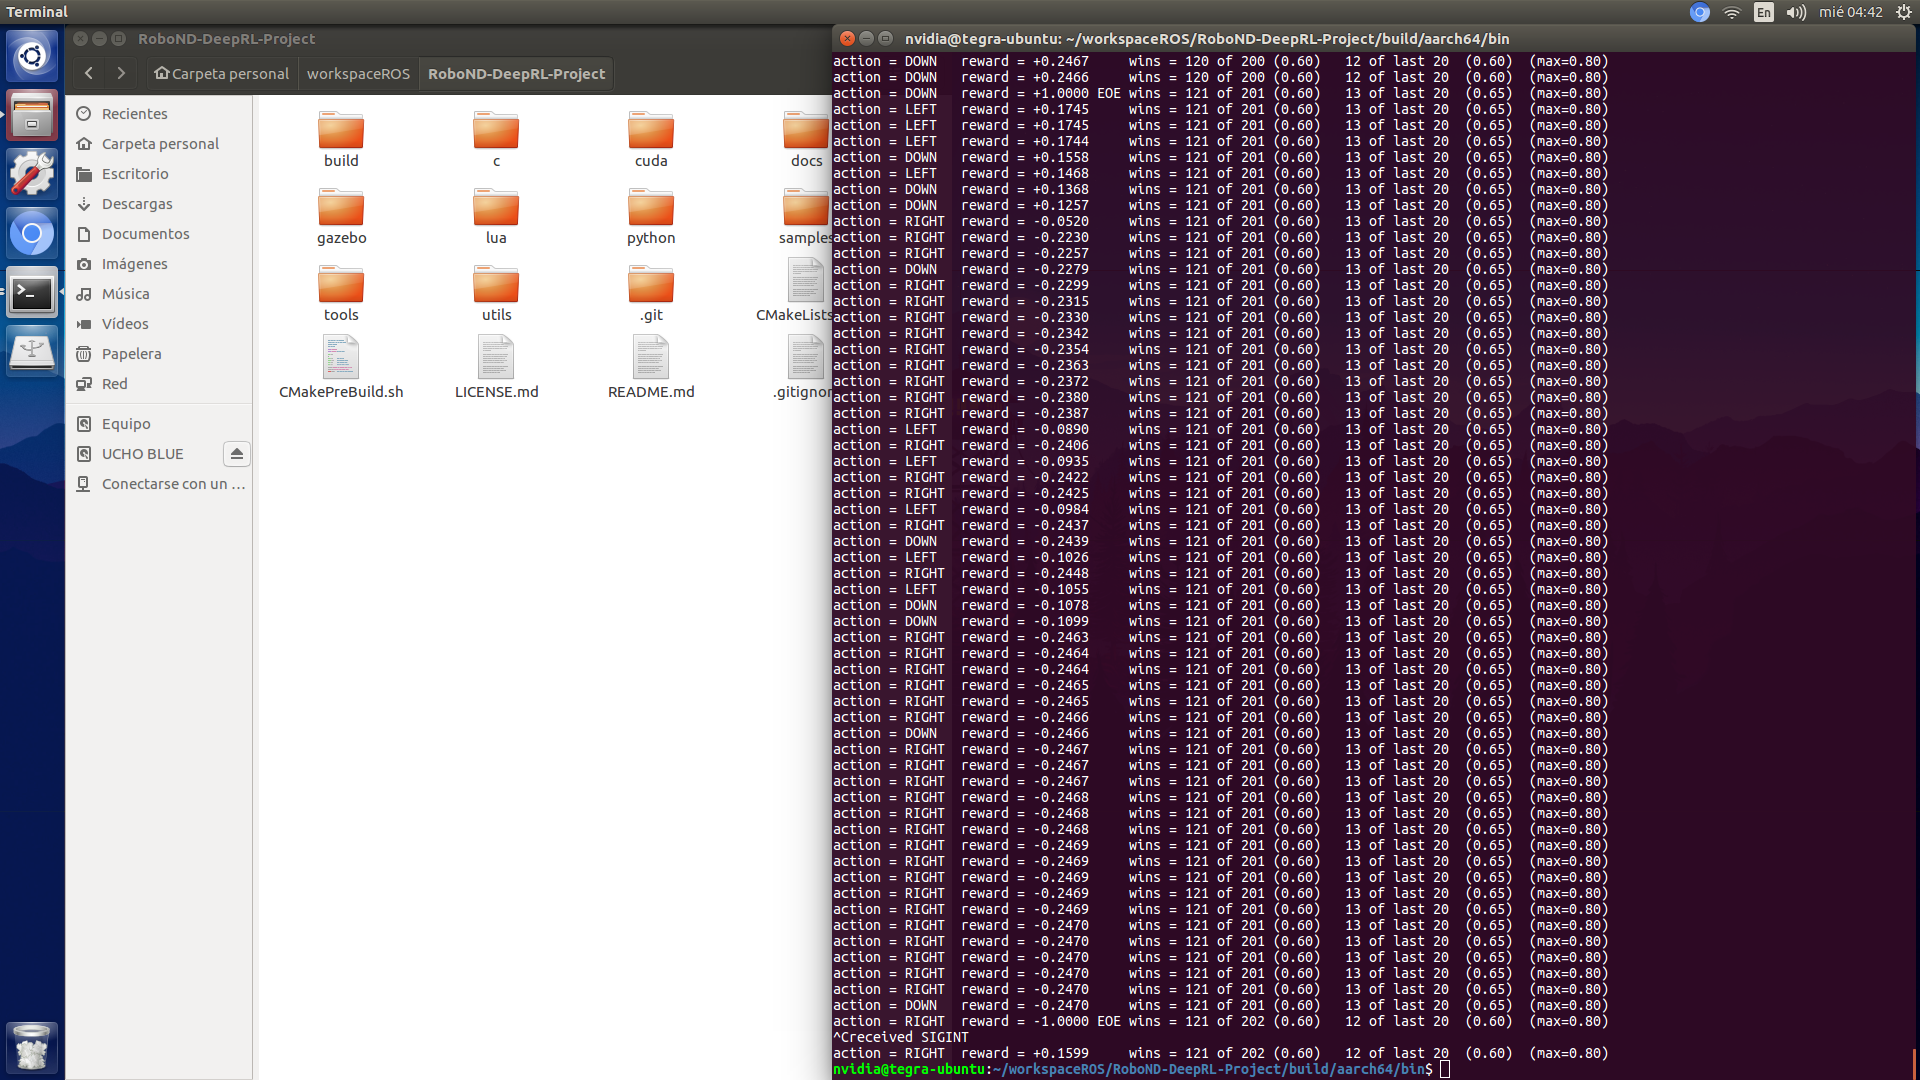 Terminal
En
mié 04:42
RoboND-DeepRL-Project
Carpeta personal
workspaceROS
RoboND-DeepRL-Project
Recientes
Carpeta personal
Escritorio
Descargas
Documentos
Imágenes
Música
Vídeos
Papelera
Red
Equipo
UCHO BLUE
Conectarse con un ...
build
c
cuda
docs
gazebo
lua
python
samples
tools
utils
.git
CMakeLists
CMakePreBuild.sh
LICENSE.md
README.md
.gitignor
nvidia@tegra-ubuntu: ~/workspaceROS/RoboND-DeepRL-Project/build/aarch64/bin
action = DOWN reward = +0.2467 wins = 120 of 200 (0.60) 12 of last 20 (0.60) (max=0.80)
action = DOWN reward = +0.2466 wins = 120 of 200 (0.60) 12 of last 20 (0.60) (max=0.80)
action = DOWN reward = +1.0000 EOE wins = 121 of 201 (0.60) 13 of last 20 (0.65) (max=0.80)
action = LEFT reward = +0.1745 wins = 121 of 201 (0.60) 13 of last 20 (0.65) (max=0.80)
action = LEFT reward = +0.1745 wins = 121 of 201 (0.60) 13 of last 20 (0.65) (max=0.80)
action = LEFT reward = +0.1744 wins = 121 of 201 (0.60) 13 of last 20 (0.65) (max=0.80)
action = DOWN reward = +0.1558 wins = 121 of 201 (0.60) 13 of last 20 (0.65) (max=0.80)
action = LEFT reward = +0.1468 wins = 121 of 201 (0.60) 13 of last 20 (0.65) (max=0.80)
action = DOWN reward = +0.1368 wins = 121 of 201 (0.60) 13 of last 20 (0.65) (max=0.80)
action = DOWN reward = +0.1257 wins = 121 of 201 (0.60) 13 of last 20 (0.65) (max=0.80)
action = RIGHT reward = -0.0520 wins = 121 of 201 (0.60) 13 of last 20 (0.65) (max=0.80)
action = RIGHT reward = -0.2230 wins = 121 of 201 (0.60) 13 of last 20 (0.65) (max=0.80)
action = RIGHT reward = -0.2257 wins = 121 of 201 (0.60) 13 of last 20 (0.65) (max=0.80)
action = DOWN reward = -0.2279 wins = 121 of 201 (0.60) 13 of last 20 (0.65) (max=0.80)
action = RIGHT reward = -0.2299 wins = 121 of 201 (0.60) 13 of last 20 (0.65) (max=0.80)
action = RIGHT reward = -0.2315 wins = 121 of 201 (0.60) 13 of last 20 (0.65) (max=0.80)
action = RIGHT reward = -0.2330 wins = 121 of 201 (0.60) 13 of last 20 (0.65) (max=0.80)
action = RIGHT reward = -0.2342 wins = 121 of 201 (0.60) 13 of last 20 (0.65) (max=0.80)
action = RIGHT reward = -0.2354 wins = 121 of 201 (0.60) 13 of last 20 (0.65) (max=0.80)
action = RIGHT reward = -0.2363 wins = 121 of 201 (0.60) 13 of last 20 (0.65) (max=0.80)
action = RIGHT reward = -0.2372 wins = 121 of 201 (0.60) 13 of last 20 (0.65) (max=0.80)
action = RIGHT reward = -0.2380 wins = 121 of 201 (0.60) 13 of last 20 (0.65) (max=0.80)
action = RIGHT reward = -0.2387 wins = 121 of 201 (0.60) 13 of last 20 (0.65) (max=0.80)
action = LEFT reward = -0.0890 wins = 121 of 201 (0.60) 13 of last 20 (0.65) (max=0.80)
action = RIGHT reward = -0.2406 wins = 121 of 201 (0.60) 13 of last 20 (0.65) (max=0.80)
action = LEFT reward = -0.0935 wins = 121 of 201 (0.60) 13 of last 20 (0.65) (max=0.80)
action = RIGHT reward = -0.2422 wins = 121 of 201 (0.60) 13 of last 20 (0.65) (max=0.80)
action = RIGHT reward = -0.2425 wins = 121 of 201 (0.60) 13 of last 20 (0.65) (max=0.80)
action = LEFT reward = -0.0984 wins = 121 of 201 (0.60) 13 of last 20 (0.65) (max=0.80)
action = RIGHT reward = -0.2437 wins = 121 of 201 (0.60) 13 of last 20 (0.65) (max=0.80)
action = DOWN reward = -0.2439 wins = 121 of 201 (0.60) 13 of last 20 (0.65) (max=0.80)
action = LEFT reward = -0.1026 wins = 121 of 201 (0.60) 13 of last 20 (0.65) (max=0.80)
action = RIGHT reward = -0.2448 wins = 121 of 201 (0.60) 13 of last 20 (0.65) (max=0.80)
action = LEFT reward = -0.1055 wins = 121 of 201 (0.60) 13 of last 20 (0.65) (max=0.80)
action = DOWN reward = -0.1078 wins = 121 of 201 (0.60) 13 of last 20 (0.65) (max=0.80)
action = DOWN reward = -0.1099 wins = 121 of 201 (0.60) 13 of last 20 (0.65) (max=0.80)
action = RIGHT reward = -0.2463 wins = 121 of 201 (0.60) 13 of last 20 (0.65) (max=0.80)
action = RIGHT reward = -0.2464 wins = 121 of 201 (0.60) 13 of last 20 (0.65) (max=0.80)
action = RIGHT reward = -0.2464 wins = 121 of 201 (0.60) 13 of last 20 (0.65) (max=0.80)
action = RIGHT reward = -0.2465 wins = 121 of 201 (0.60) 13 of last 20 (0.65) (max=0.80)
action = RIGHT reward = -0.2465 wins = 121 of 201 (0.60) 13 of last 20 (0.65) (max=0.80)
action = RIGHT reward = -0.2466 wins = 121 of 201 (0.60) 13 of last 20 (0.65) (max=0.80)
action = DOWN reward = -0.2466 wins = 121 of 201 (0.60) 13 of last 20 (0.65) (max=0.80)
action = RIGHT reward = -0.2467 wins = 121 of 201 (0.60) 13 of last 20 (0.65) (max=0.80)
action = RIGHT reward = -0.2467 wins = 121 of 201 (0.60) 13 of last 20 (0.65) (max=0.80)
action = RIGHT reward = -0.2467 wins = 121 of 201 (0.60) 13 of last 20 (0.65) (max=0.80)
action = RIGHT reward = -0.2468 wins = 121 of 201 (0.60) 13 of last 20 (0.65) (max=0.80)
action = RIGHT reward = -0.2468 wins = 121 of 201 (0.60) 13 of last 20 (0.65) (max=0.80)
action = RIGHT reward = -0.2468 wins = 121 of 201 (0.60) 13 of last 20 (0.65) (max=0.80)
action = RIGHT reward = -0.2469 wins = 121 of 201 (0.60) 13 of last 20 (0.65) (max=0.80)
action = RIGHT reward = -0.2469 wins = 121 of 201 (0.60) 13 of last 20 (0.65) (max=0.80)
action = RIGHT reward = -0.2469 wins = 121 of 201 (0.60) 13 of last 20 (0.65) (max=0.80)
action = RIGHT reward = -0.2469 wins = 121 of 201 (0.60) 13 of last 20 (0.65) (max=0.80)
action = RIGHT reward = -0.2469 wins = 121 of 201 (0.60) 13 of last 20 (0.65) (max=0.80)
action = RIGHT reward = -0.2470 wins = 121 of 201 (0.60) 13 of last 20 (0.65) (max=0.80)
action = RIGHT reward = -0.2470 wins = 121 of 201 (0.60) 13 of last 20 (0.65) (max=0.80)
action = RIGHT reward = -0.2470 wins = 121 of 201 (0.60) 13 of last 20 (0.65) (max=0.80)
action = RIGHT reward = -0.2470 wins = 121 of 201 (0.60) 13 of last 20 (0.65) (max=0.80)
action = RIGHT reward = -0.2470 wins = 121 of 201 (0.60) 13 of last 20 (0.65) (max=0.80)
action = DOWN reward = -0.2470 wins = 121 of 201 (0.60) 13 of last 20 (0.65) (max=0.80)
action = RIGHT reward = -1.0000 EOE wins = 121 of 202 (0.60) 12 of last 20 (0.60) (max=0.80)
^Creceived SIGINT
action = RIGHT reward = +0.1599 wins = 121 of 202 (0.60) 12 of last 20 (0.60) (max=0.80)
nvidia@tegra-ubuntu:~/workspaceROS/RoboND-DeepRL-Project/build/aarch64/bin$